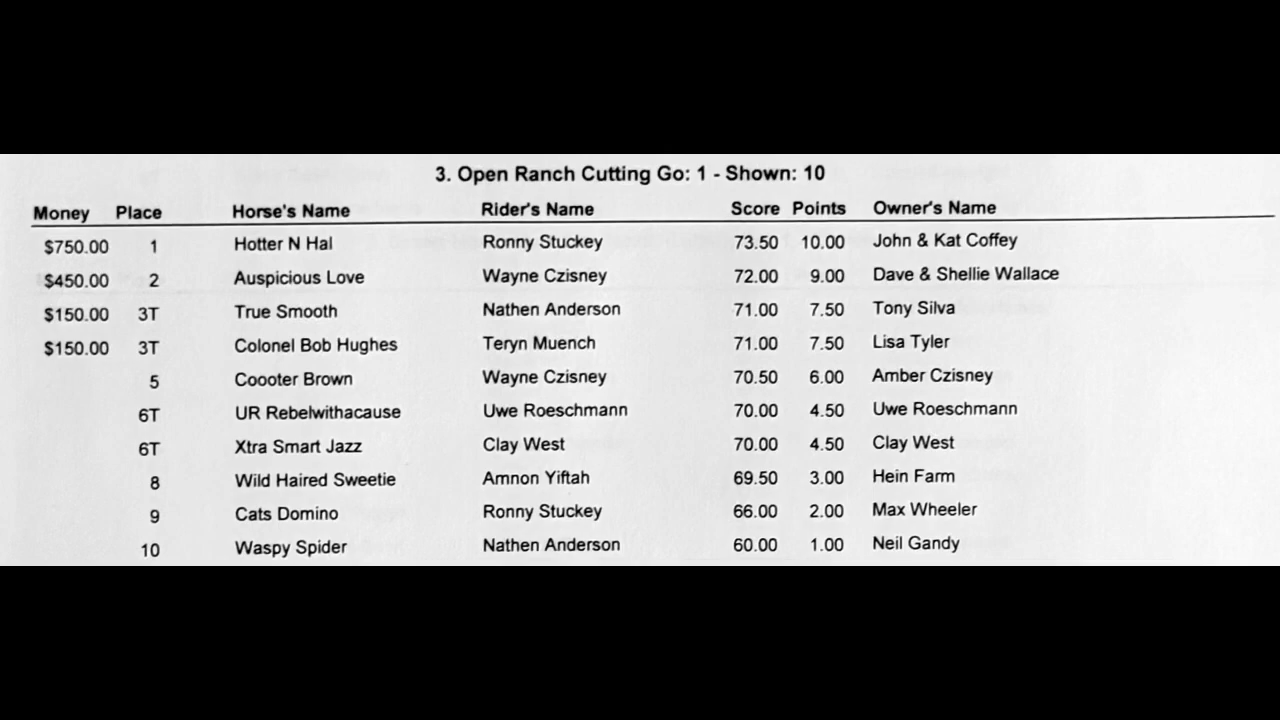 3. Open Ranch Cutting Go: 1 - Shown: 10
Money Place Horse's Name Rider's Name Score Points Owner's Name
$750.00 1 Hotter N Hal Ronny Stuckey 73.50 10.00 John & Kat Coffey
$450.00 2 Auspicious Love Wayne Czisney 72.00 9.00 Dave & Shellie Wallace
$150.00 3T True Smooth Nathen Anderson 71.00 7.50 Tony Silva
$150.00 3T Colonel Bob Hughes Teryn Muench 71.00 7.50 Lisa Tyler
5 Coooter Brown Wayne Czisney 70.50 6.00 Amber Czisney
6T UR Rebelwithacause Uwe Roeschmann 70.00 4.50 Uwe Roeschmann
6T Xtra Smart Jazz Clay West 70.00 4.50 Clay West
8 Wild Haired Sweetie Amnon Yiftah 69.50 3.00 Hein Farm
9 Cats Domino Ronny Stuckey 66.00 2.00 Max Wheeler
10 Waspy Spider Nathen Anderson 60.00 1.00 Neil Gandy